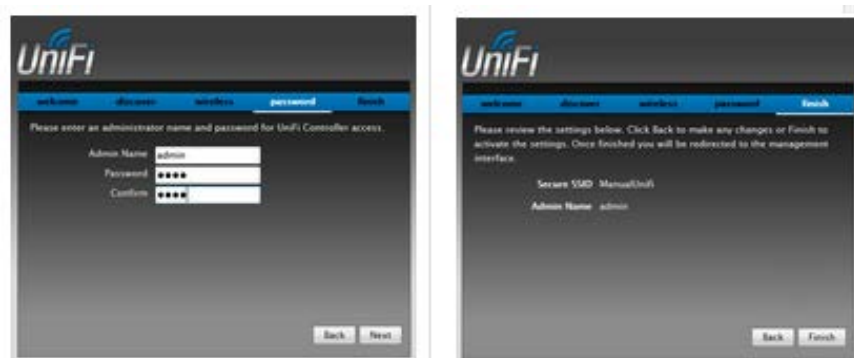 UniFi
welcome discover wireless password finish
Please enter an administrator name and password for UniFi Controller access.
Admin Name admin
Password ••••
Confirm ••••
Back Next
UniFi
welcome discover wireless password finish
Please review the settings below. Click Back to make any changes or Finish to
activate the settings. Once finished you will be redirected to the management
interface.
Secure SSID ManualUnifi
Admin Name admin
Back Finish